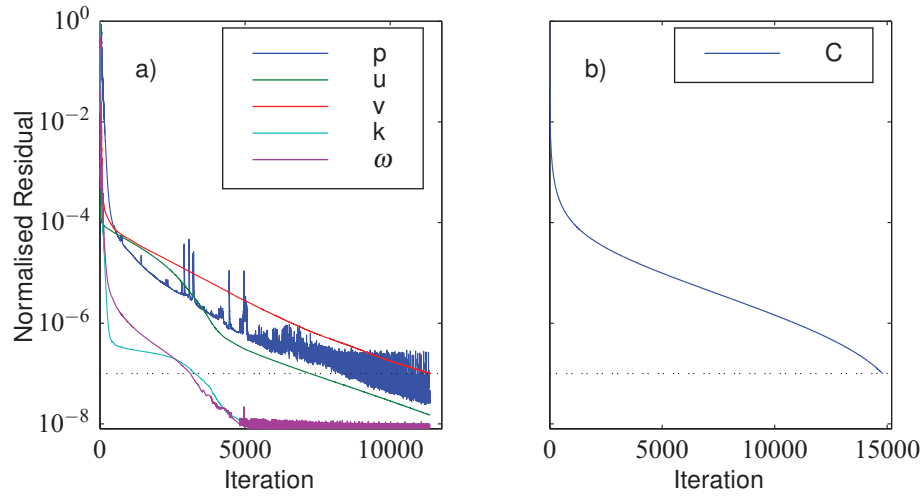 a)
p
u
v
k
ω
Normalised Residual
10^0
10^-2
10^-4
10^-6
10^-8
0 5000 10000
Iteration
b)
C
0 5000 10000 15000
Iteration